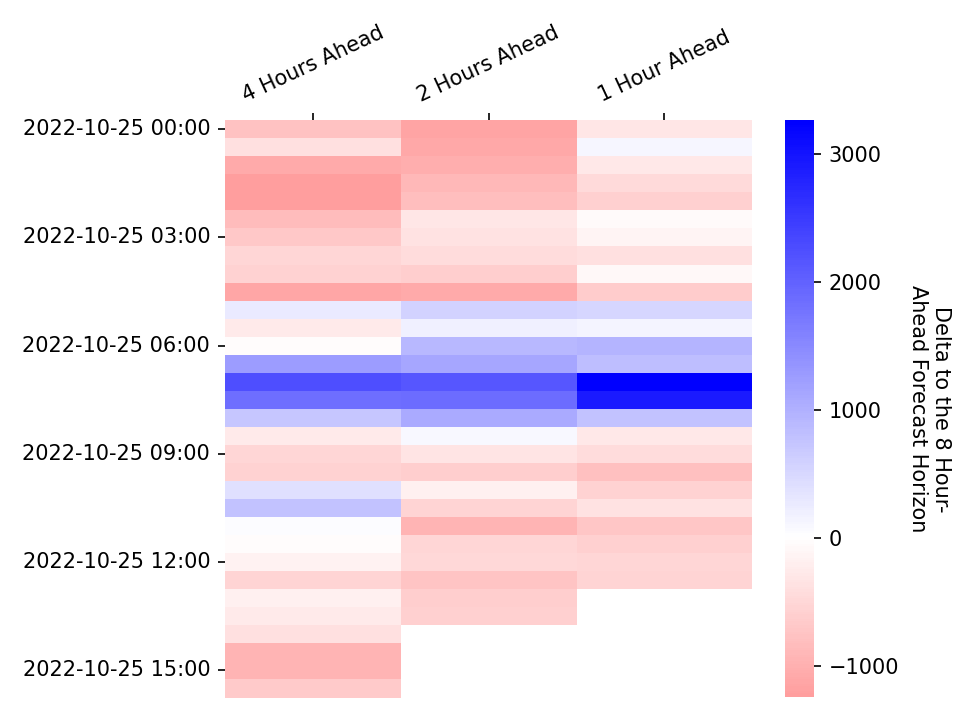 4 Hours Ahead
2 Hours Ahead
1 Hour Ahead
2022-10-25 00:00
2022-10-25 03:00
2022-10-25 06:00
2022-10-25 09:00
2022-10-25 12:00
2022-10-25 15:00
3000
2000
1000
0
−1000
Delta to the 8 Hour-
Ahead Forecast Horizon